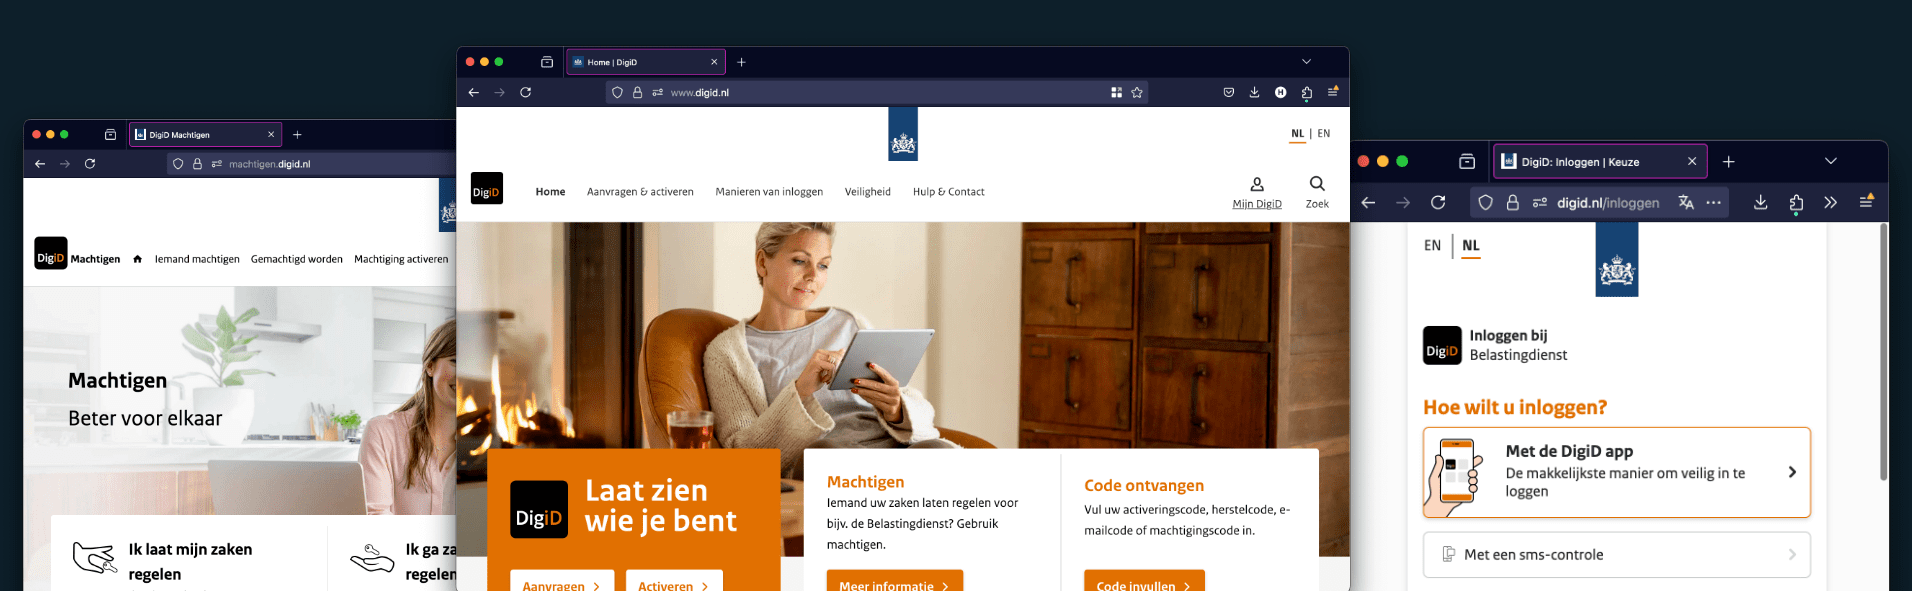 DigiD Machtigen
machtigen.digid.nl
DigiD Machtigen
Iemand machtigen
Gemachtigd worden
Machtiging activeren
Machtigen
Beter voor elkaar
Ik laat mijn zaken
regelen
Ik ga za
regelen
Home | DigiD
www.digid.nl
NL | EN
DigiD
Home
Aanvragen & activeren
Manieren van inloggen
Veiligheid
Hulp & Contact
Mijn DigiD
Zoek
DigiD
Laat zien
wie je bent
Aanvragen
Activeren
Machtigen
Iemand uw zaken laten regelen voor
bijv. de Belastingdienst? Gebruik
machtigen.
Meer informatie
Code ontvangen
Vul uw activeringscode, herstelcode, e-
mailcode of machtigingscode in.
Code invullen
DigiD: Inloggen | Keuze
digid.nl/inloggen
EN | NL
DigiD
Inloggen bij
Belastingdienst
Hoe wilt u inloggen?
Met de DigiD app
De makkelijkste manier om veilig in te
loggen
Met een sms-controle